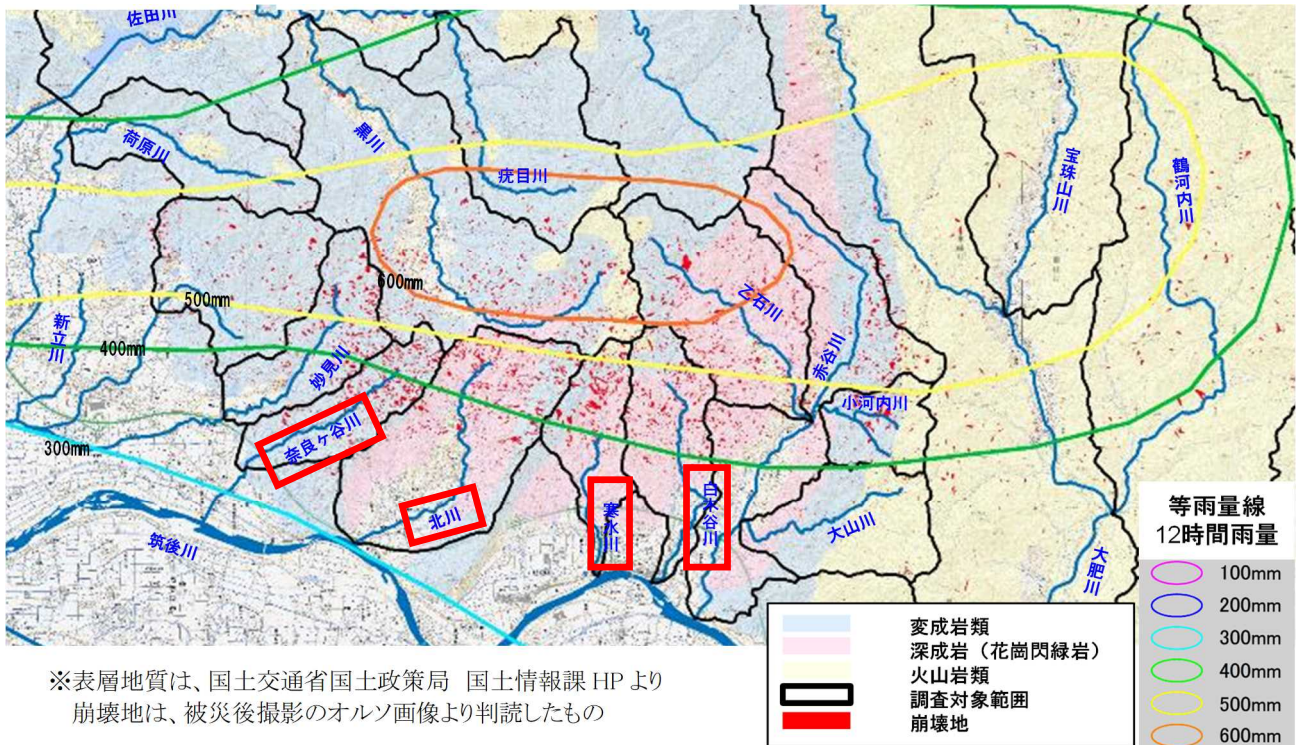 佐田川
荷原川
黒川
疣目川
宝珠山川
鶴河内川
600mm
500mm
乙石川
新立川
400mm
妙見川
赤谷川
小河内川
300mm
奈良ヶ谷川
北川
寒水川
白木谷川
大山川
筑後川
大肥川
等雨量線
12時間雨量
100mm
200mm
300mm
400mm
500mm
600mm
変成岩類
深成岩（花崗閃緑岩）
火山岩類
調査対象範囲
崩壊地
※表層地質は、国土交通省国土政策局 国土情報課HPより
崩壊地は、被災後撮影のオルソ画像より判読したもの